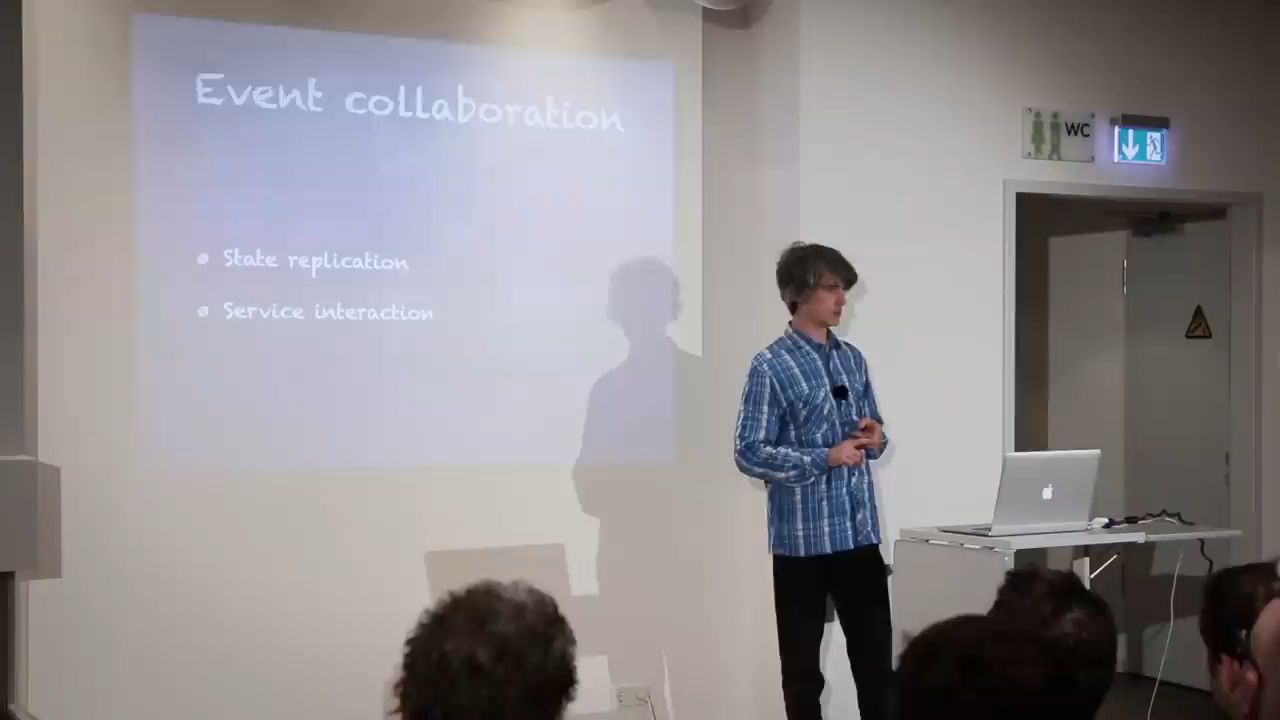 Event collaboration
State replication
Service interaction
WC